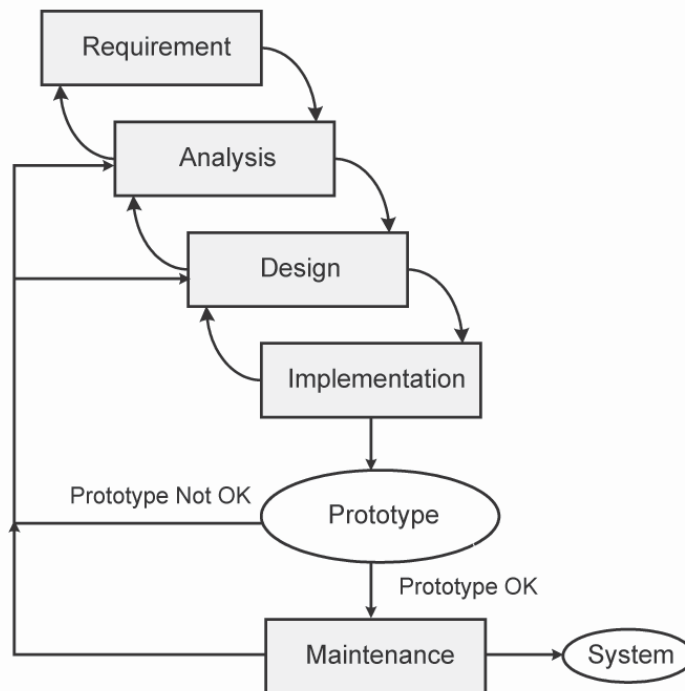 Requirement
Analysis
Design
Implementation
Prototype Not OK
Prototype
Prototype OK
Maintenance
System